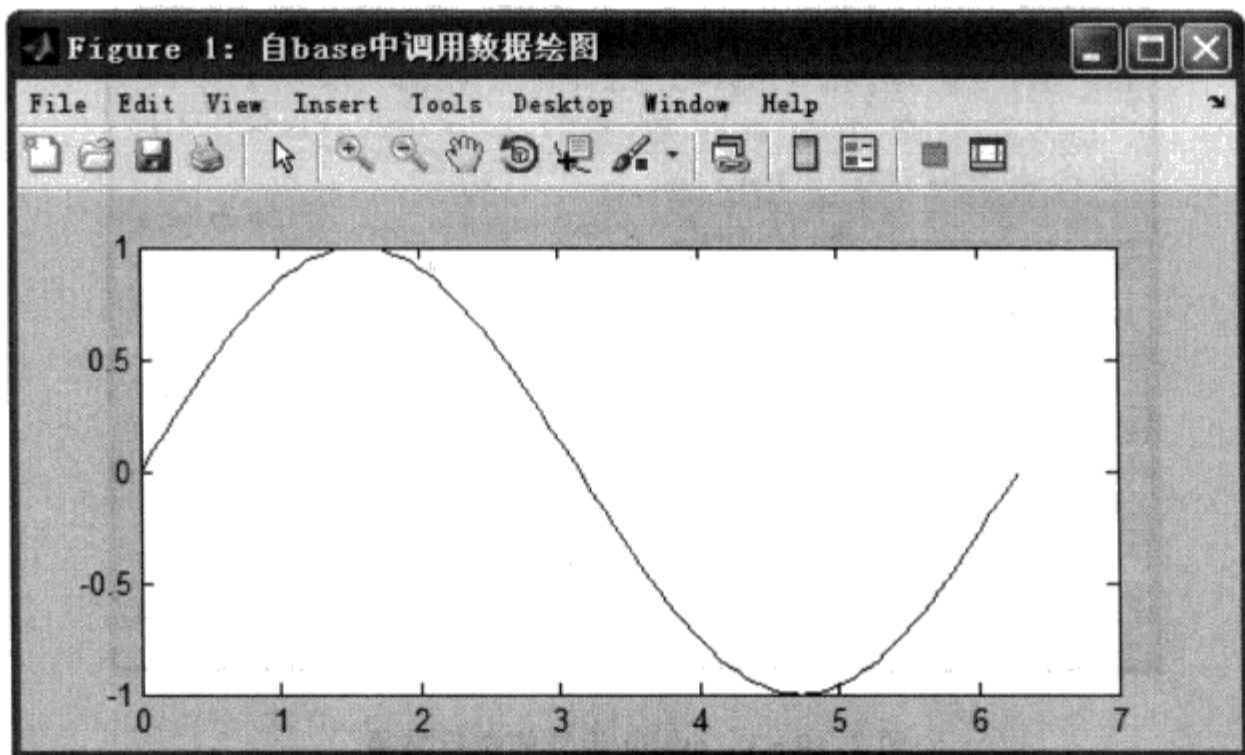 Figure 1: 自base中调用数据绘图
File Edit View Insert Tools Desktop Window Help
1
0.5
0
-0.5
-1
0 1 2 3 4 5 6 7